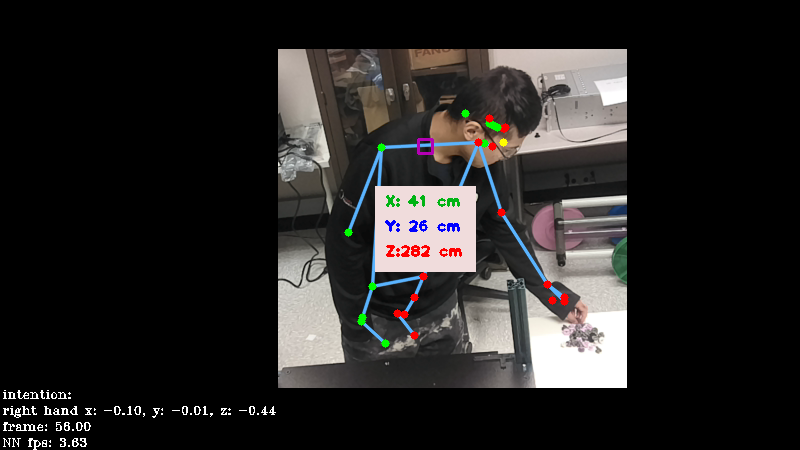 FANC
X: 41 cm
Y: 26 cm
Z:282 cm
intention:
right hand x: -0.10, y: -0.01, z: -0.44
frame: 56.00
NN fps: 3.63